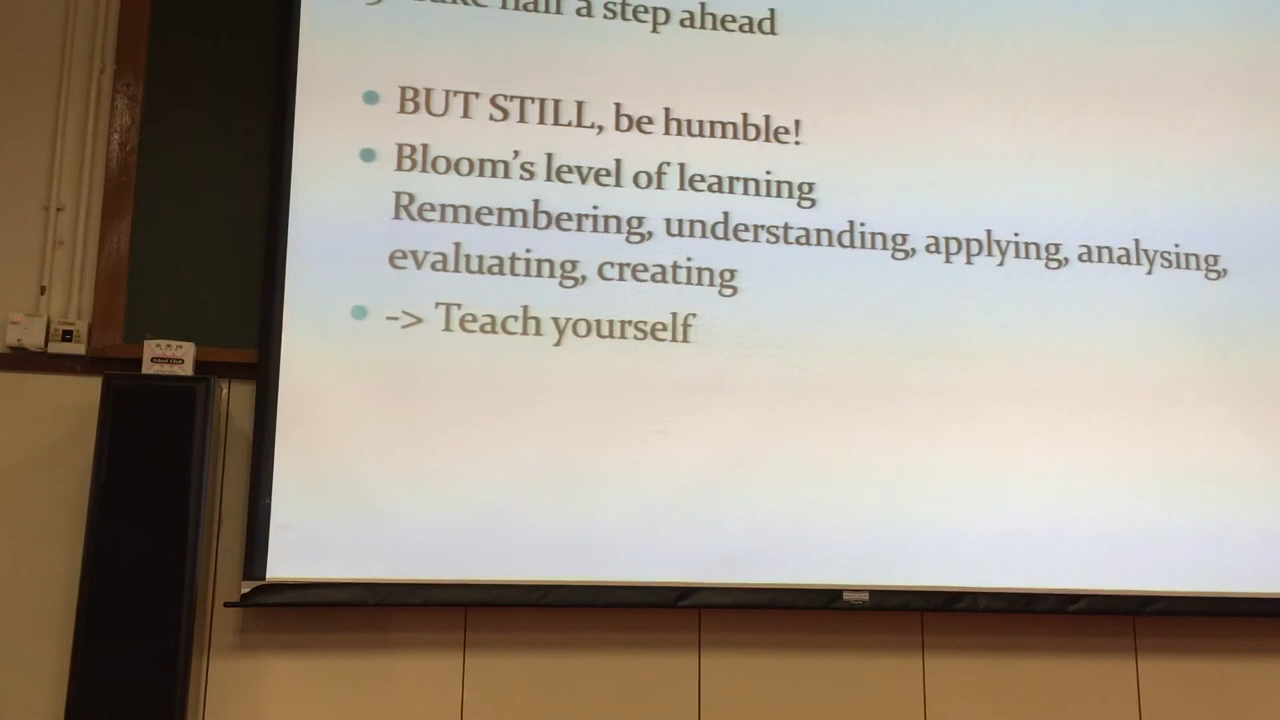 half a step ahead
• BUT STILL, be humble!
• Bloom's level of learning
Remembering, understanding, applying, analysing,
evaluating, creating
• -> Teach yourself